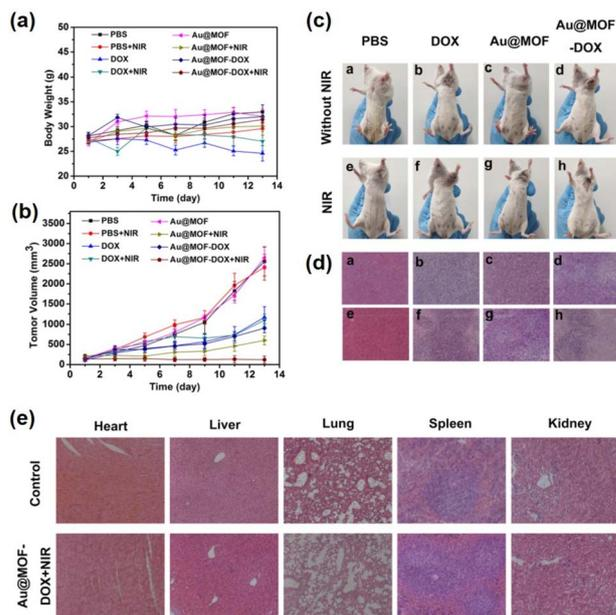 (a)
50
45
40
35
30
25
20
Body Weight (g)
PBS
PBS+NIR
DOX
DOX+NIR
Au@MOF
Au@MOF+NIR
Au@MOF-DOX
Au@MOF-DOX+NIR
0 2 4 6 8 10 12 14
Time (day)
(b)
3500
3000
2500
2000
1500
1000
500
0
Tomor Volume (mm³)
PBS
PBS+NIR
DOX
DOX+NIR
Au@MOF
Au@MOF+NIR
Au@MOF-DOX
Au@MOF-DOX+NIR
0 2 4 6 8 10 12 14
Time (day)
(c)
PBS DOX Au@MOF Au@MOF
-DOX
Without NIR
a b c d
NIR
e f g h
(d)
a b c d
e f g h
(e)
Heart Liver Lung Spleen Kidney
Control
Au@MOF-
DOX+NIR